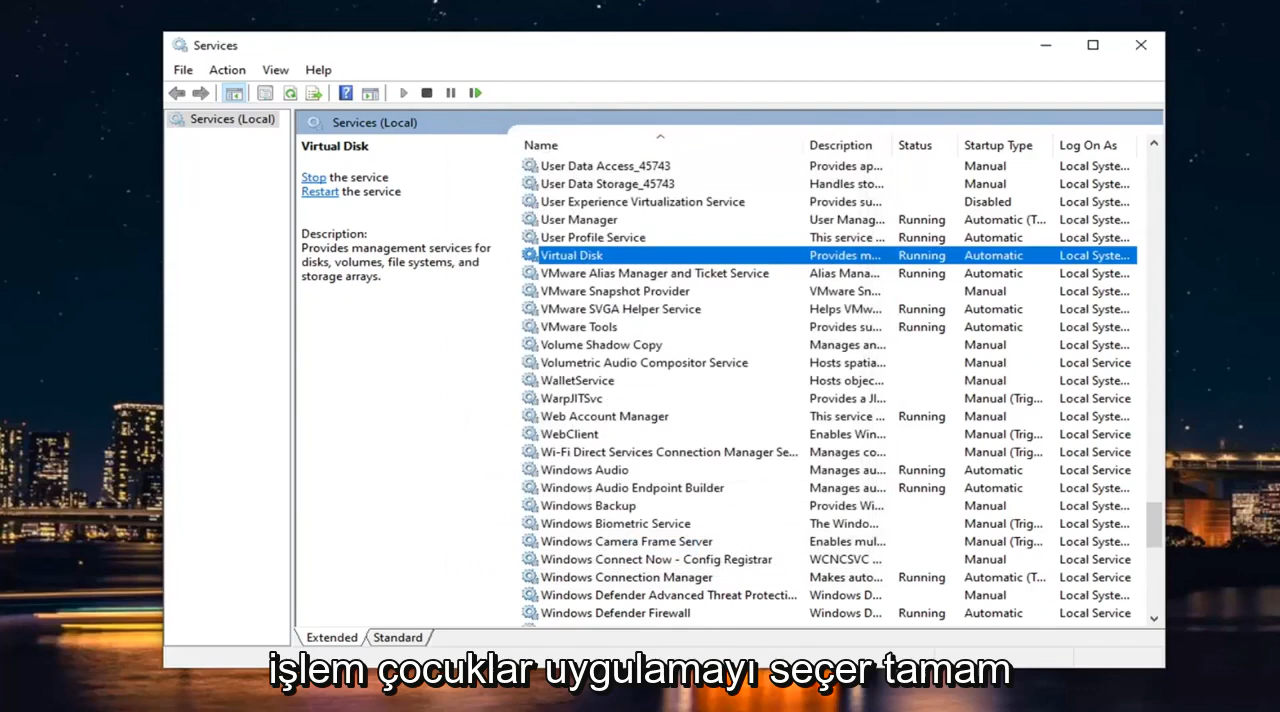 Services
File Action View Help
Services (Local)
Services (Local)
Virtual Disk
Stop the service
Restart the service
Description:
Provides management services for
disks, volumes, file systems, and
storage arrays.
Name Description Status Startup Type Log On As
User Data Access_45743 Provides ap... Manual Local Syste...
User Data Storage_45743 Handles sto... Manual Local Syste...
User Experience Virtualization Service Provides su... Disabled Local Syste...
User Manager User Manag... Running Automatic (T... Local Syste...
User Profile Service This service ... Running Automatic Local Syste...
Virtual Disk Provides m... Running Automatic Local Syste...
VMware Alias Manager and Ticket Service Alias Mana... Running Automatic Local Syste...
VMware Snapshot Provider VMware Sn... Manual Local Syste...
VMware SVGA Helper Service Helps VMw... Running Automatic Local Syste...
VMware Tools Provides su... Running Automatic Local Syste...
Volume Shadow Copy Manages an... Manual Local Syste...
Volumetric Audio Compositor Service Hosts spatia... Manual Local Service
WalletService Hosts objec... Manual Local Syste...
WarpJITSvc Provides a JI... Manual (Trig... Local Service
Web Account Manager This service ... Running Manual Local Syste...
WebClient Enables Win... Manual (Trig... Local Service
Wi-Fi Direct Services Connection Manager Se... Manages co... Manual (Trig... Local Service
Windows Audio Manages au... Running Automatic Local Service
Windows Audio Endpoint Builder Manages au... Running Automatic Local Syste...
Windows Backup Provides Wi... Manual Local Syste...
Windows Biometric Service The Windo... Manual (Trig... Local Syste...
Windows Camera Frame Server Enables mul... Manual (Trig... Local Service
Windows Connect Now - Config Registrar WCNCSVC ... Manual Local Service
Windows Connection Manager Makes auto... Running Automatic (T... Local Service
Windows Defender Advanced Threat Protecti... Windows D... Manual Local Syste...
Windows Defender Firewall Windows D... Running Automatic Local Service
Extended Standard
işlem çocuklar uygulamayı seçer tamam